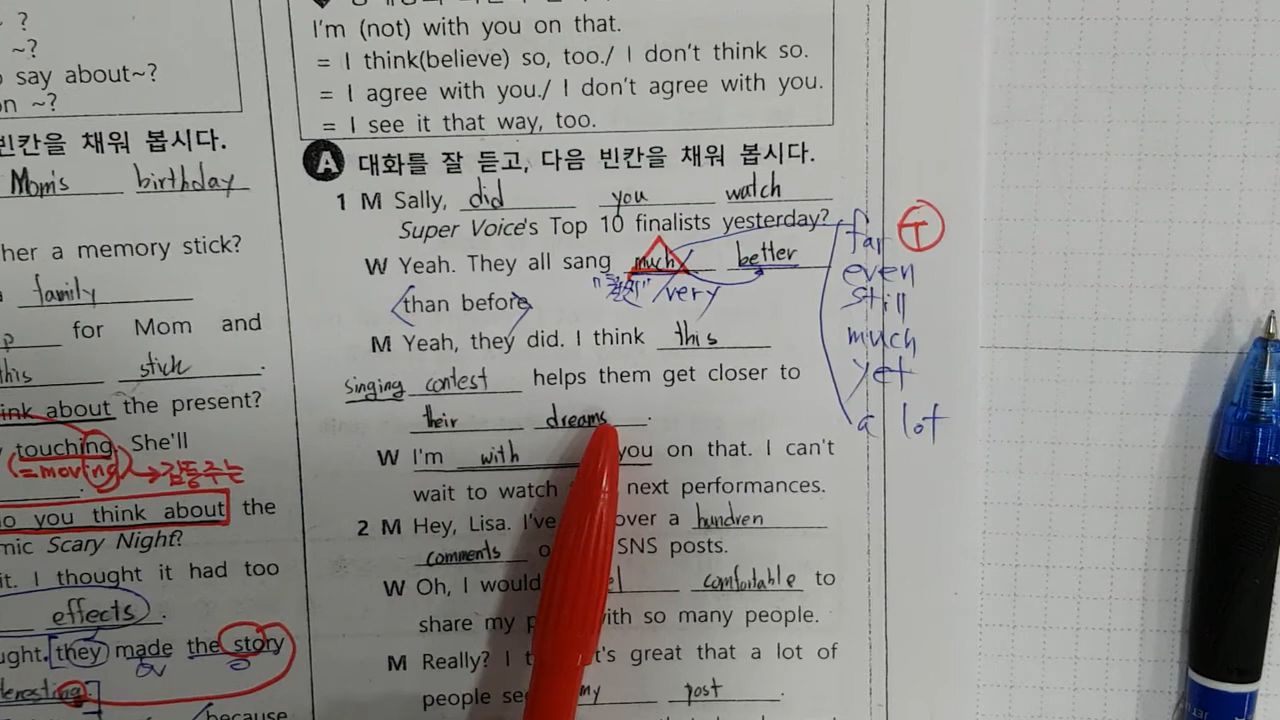 ?
~?
say about~?
on ~?
빈칸을 채워 봅시다.
Mom's birthday
her a memory stick?
family
for Mom and
this stick
ink about the present?
touching She'll
(=moving) → 감동주는
o you think about the
mic Scary Night?
it. I thought it had too
effects.
ught. they made the story
OV O
teresting.
because
I'm (not) with you on that.
= I think(believe) so, too./ I don't think so.
= I agree with you./ I don't agree with you.
= I see it that way, too.
A 대화를 잘 듣고, 다음 빈칸을 채워 봅시다.
1 M Sally, did you watch
Super Voice's Top 10 finalists yesterday?
W Yeah. They all sang much better
"훨씬" very
than before
M Yeah, they did. I think this
singing contest helps them get closer to
their dreams.
W I'm with you on that. I can't
wait to watch next performances.
2 M Hey, Lisa. I've over a hundren
comments SNS posts.
W Oh, I would comfortable to
share my with so many people.
M Really? I t t's great that a lot of
people se my post.
far T
even
still
much
yet
a lot